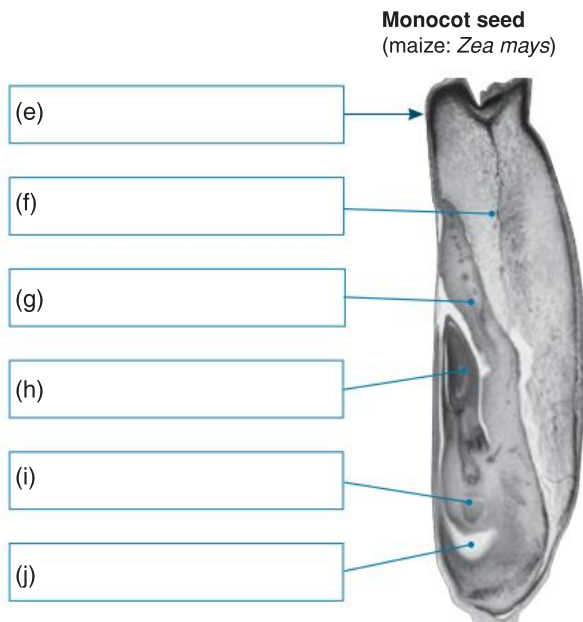 Monocot seed
(maize: Zea mays)
(e)
(f)
(g)
(h)
(i)
(j)